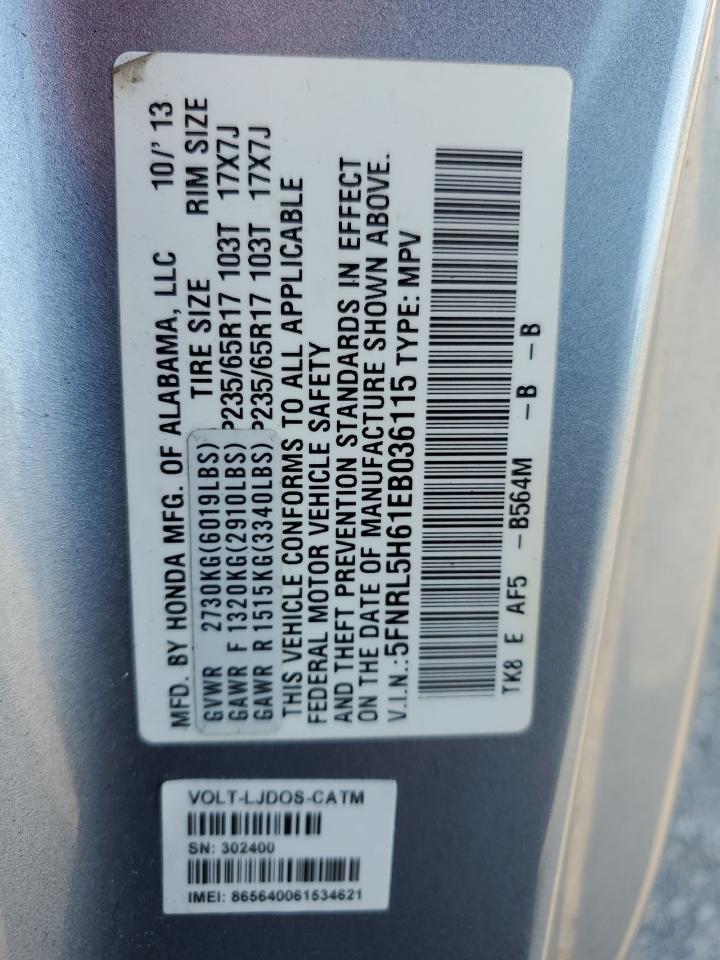 MFD. BY HONDA MFG. OF ALABAMA, LLC 10/' 13
TIRE SIZE RIM SIZE
GVWR 2730KG(6019LBS)
GAWR F 1320KG(2910LBS) P235/65R17 103T 17X7J
GAWR R 1515KG(3340LBS) P235/65R17 103T 17X7J
THIS VEHICLE CONFORMS TO ALL APPLICABLE
FEDERAL MOTOR VEHICLE SAFETY
AND THEFT PREVENTION STANDARDS IN EFFECT
ON THE DATE OF MANUFACTURE SHOWN ABOVE.
V.I.N.:5FNRL5H61EB036115 TYPE: MPV
TK8 E AF5 -B564M -B -B
VOLT-LJDOS-CATM
SN: 302400
IMEI: 865640061534621